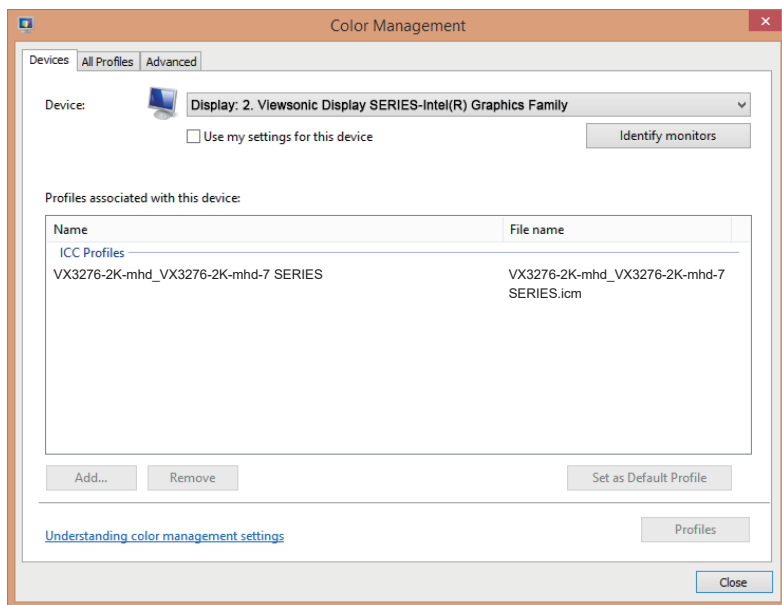 Color Management
Devices All Profiles Advanced
Device: Display: 2. Viewsonic Display SERIES-Intel(R) Graphics Family
Use my settings for this device Identify monitors
Profiles associated with this device:
Name File name
ICC Profiles
VX3276-2K-mhd_VX3276-2K-mhd-7 SERIES VX3276-2K-mhd_VX3276-2K-mhd-7
SERIES.icm
Add... Remove Set as Default Profile
Understanding color management settings Profiles
Close